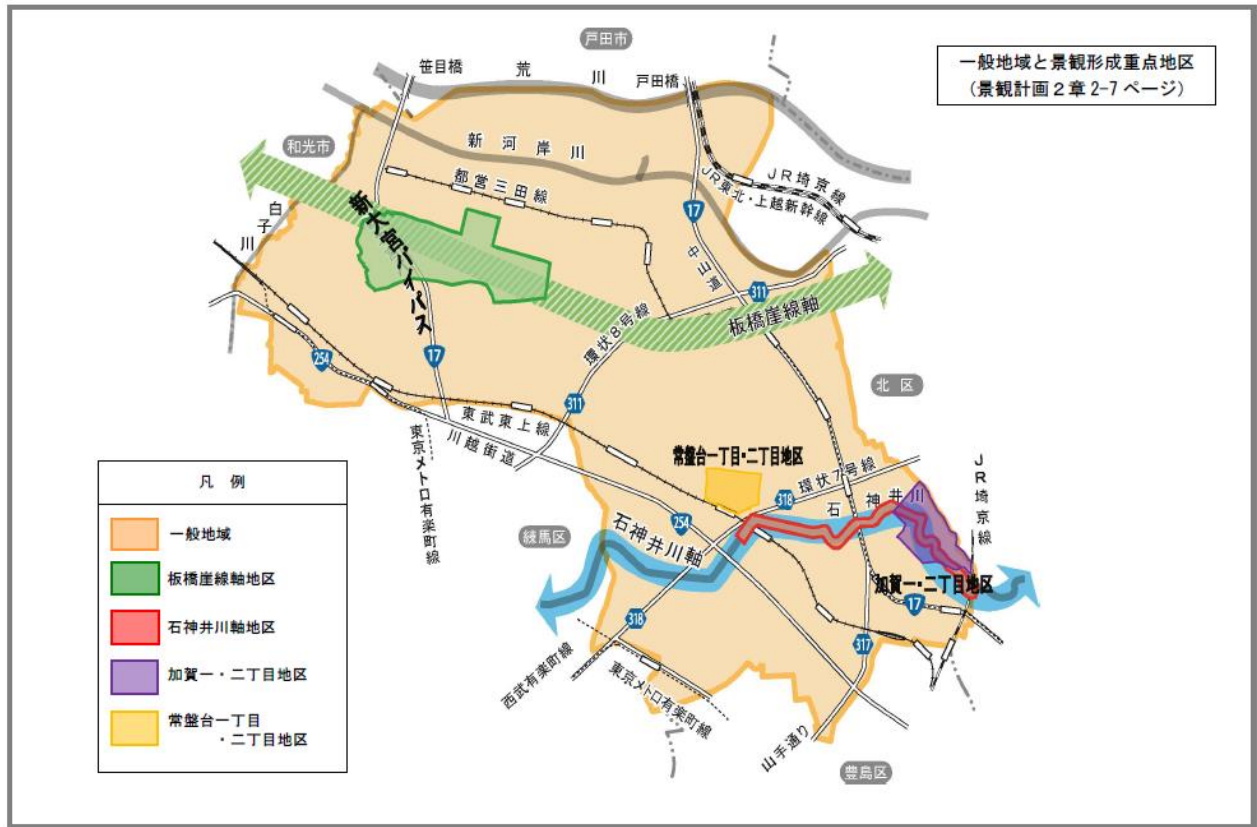 戸田市
一般地域と景観形成重点地区
（景観計画２章 2-7 ページ）
笹目橋
荒川
戸田橋
新河岸川
和光市
都営三田線
JR埼京線
JR東北・上越新幹線
白子川
新大宮バイパス
17
中山道
311
板橋崖線軸
環状8号線
254
17
311
北区
東武東上線
川越街道
東京メトロ有楽町線
常盤台一丁目・二丁目地区
環状7号線
318
石神井川
JR埼京線
254
石神井川軸
練馬区
加賀一・二丁目地区
17
318
317
西武有楽町線
東京メトロ有楽町線
山手通り
豊島区
凡例
一般地域
板橋崖線軸地区
石神井川軸地区
加賀一・二丁目地区
常盤台一丁目
・二丁目地区